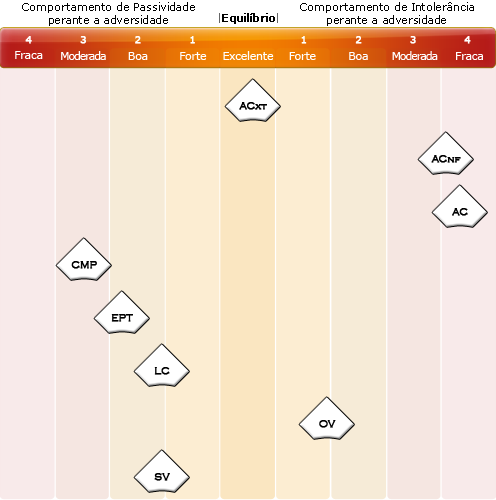 Comportamento de Passividade
perante a adversidade
|Equilíbrio|
Comportamento de Intolerância
perante a adversidade
4 3 2 1 1 2 3 4
Fraca Moderada Boa Forte Excelente Forte Boa Moderada Fraca
ACXT
ACNF
AC
CMP
EPT
LC
OV
SV